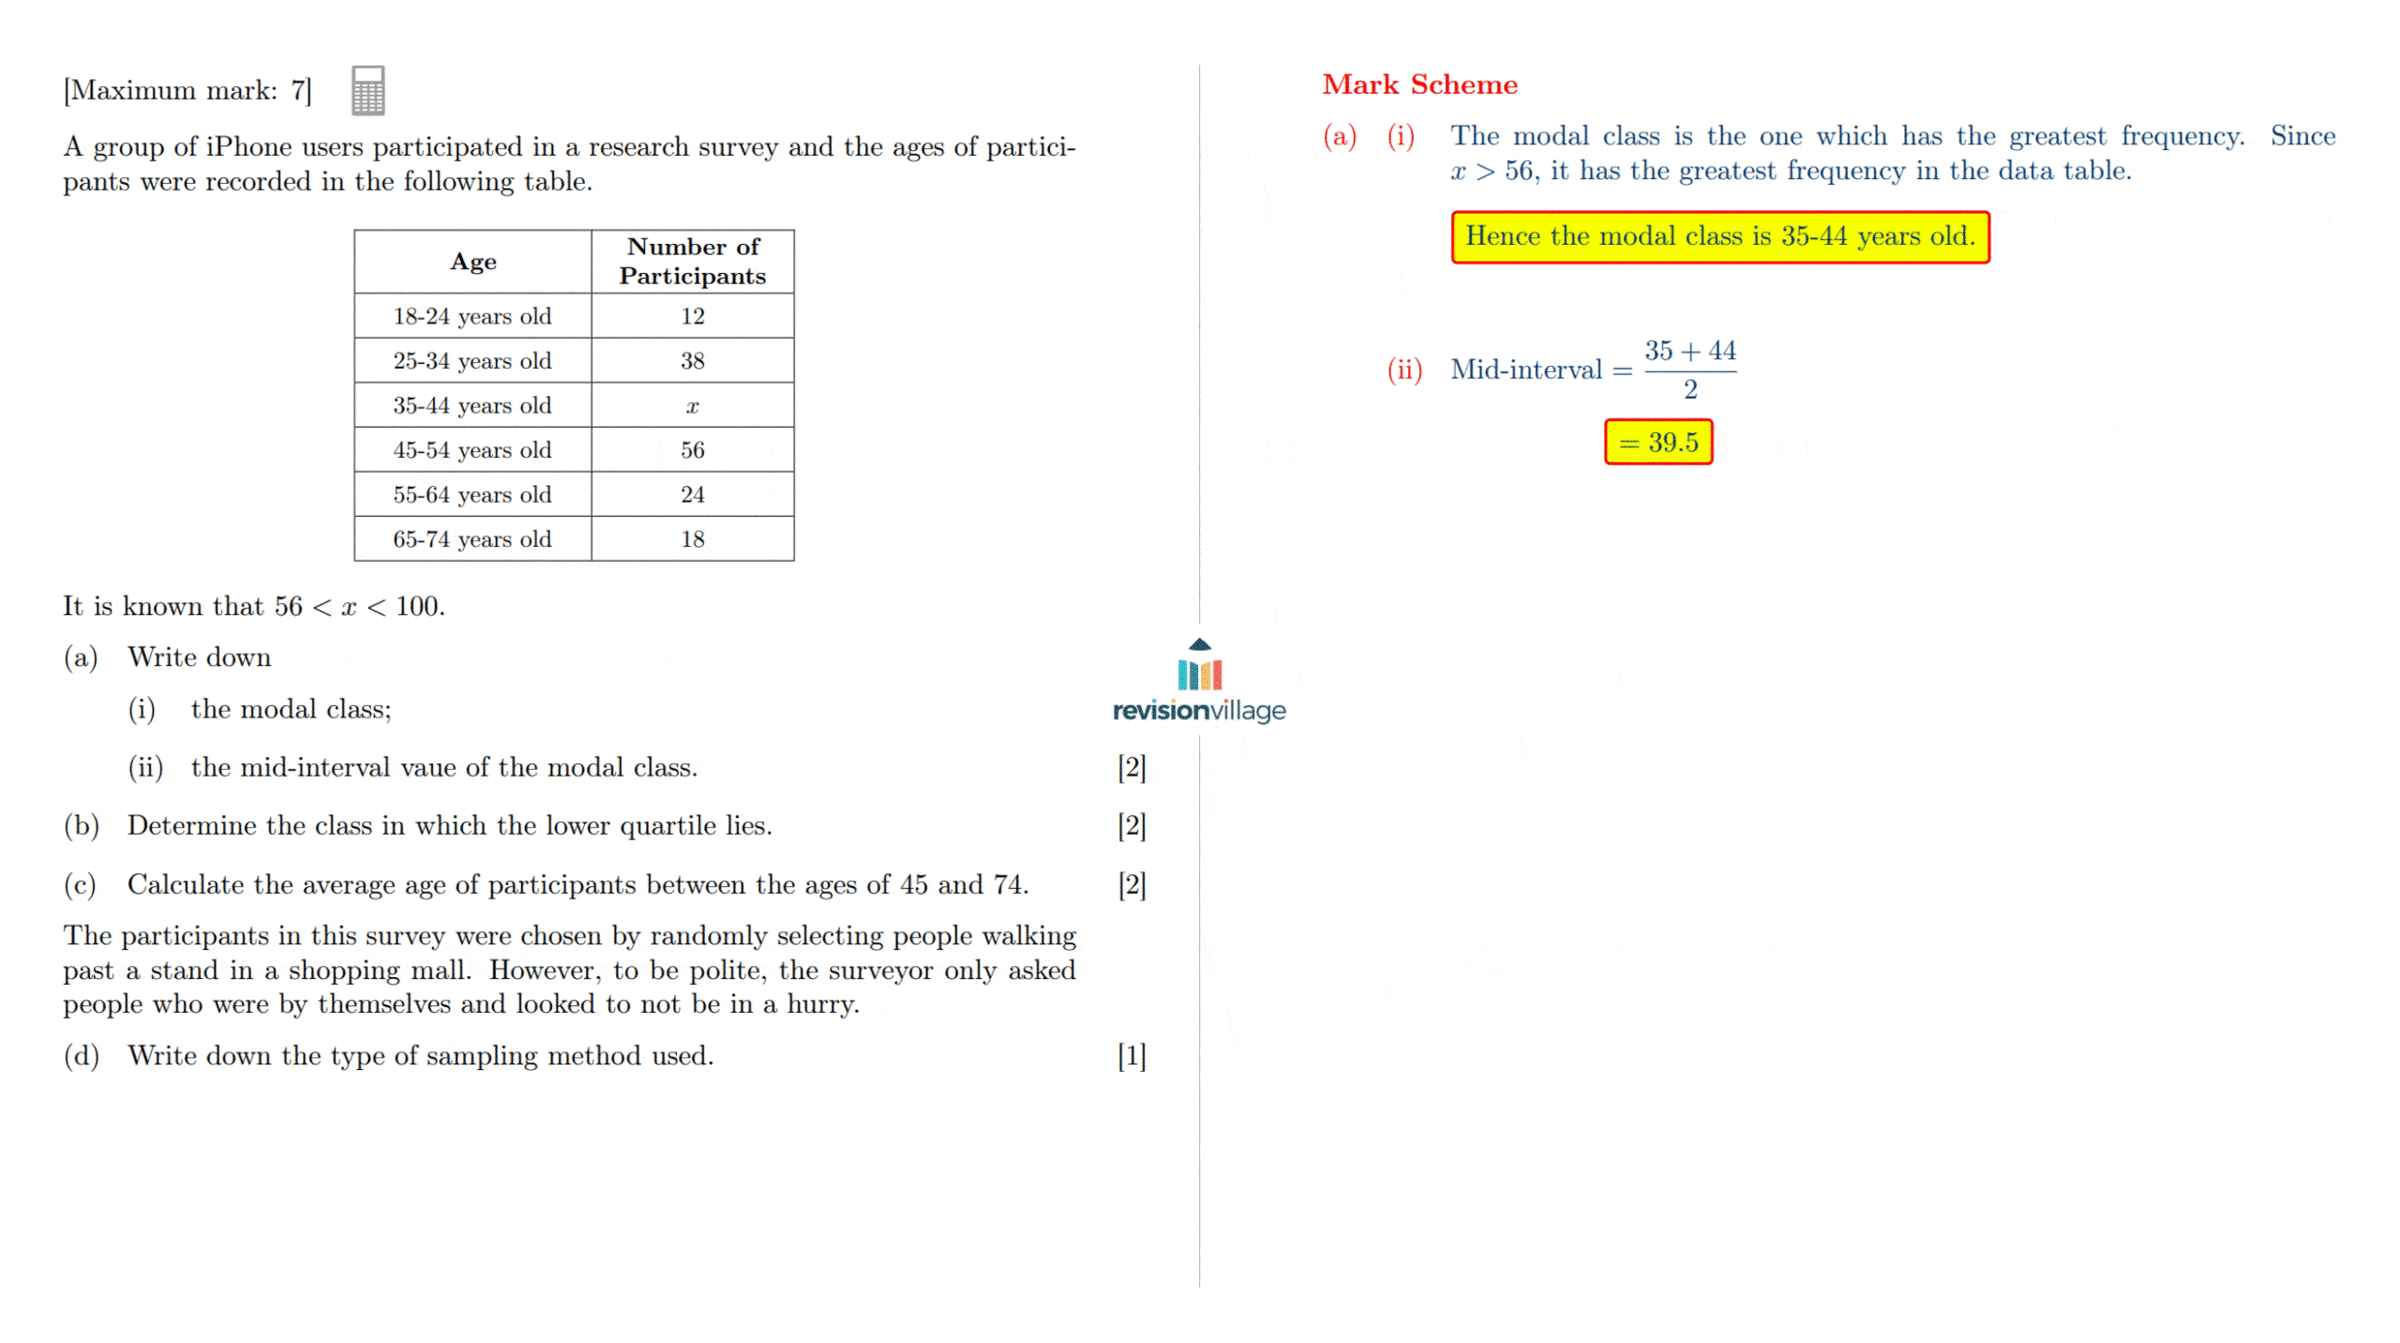 [Maximum mark: 7]
A group of iPhone users participated in a research survey and the ages of partici-
pants were recorded in the following table.
Age
Number of
Participants
18-24 years old 12
25-34 years old 38
35-44 years old x
45-54 years old 56
55-64 years old 24
65-74 years old 18
It is known that 56 < x < 100.
(a) Write down
(i) the modal class;
(ii) the mid-interval vaue of the modal class. [2]
(b) Determine the class in which the lower quartile lies. [2]
(c) Calculate the average age of participants between the ages of 45 and 74. [2]
The participants in this survey were chosen by randomly selecting people walking
past a stand in a shopping mall. However, to be polite, the surveyor only asked
people who were by themselves and looked to not be in a hurry.
(d) Write down the type of sampling method used. [1]
revisionvillage
Mark Scheme
(a) (i) The modal class is the one which has the greatest frequency. Since
x > 56, it has the greatest frequency in the data table.
Hence the modal class is 35-44 years old.
(ii) Mid-interval = (35 + 44)/2
= 39.5